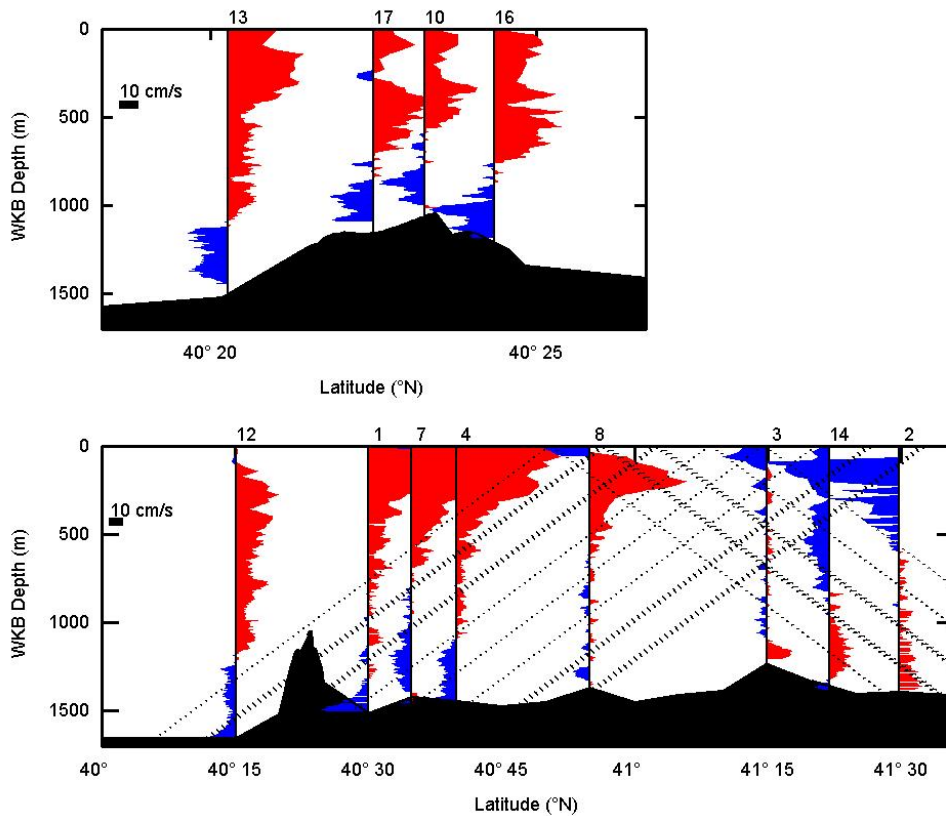 13 17 10 16
0
10 cm/s
500
WKB Depth (m)
1000
1500
40° 20 40° 25
Latitude (°N)
12 1 7 4 8 3 14 2
0
10 cm/s
500
WKB Depth (m)
1000
1500
40° 40° 15 40° 30 40° 45 41° 41° 15 41° 30
Latitude (°N)